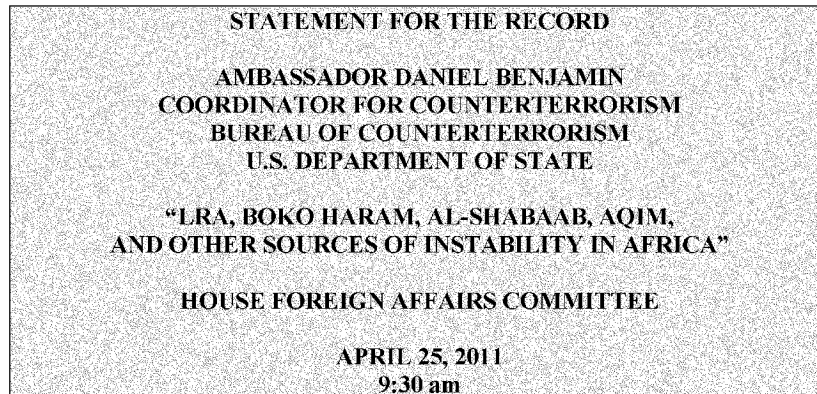 STATEMENT FOR THE RECORD
AMBASSADOR DANIEL BENJAMIN
COORDINATOR FOR COUNTERTERRORISM
BUREAU OF COUNTERTERRORISM
U.S. DEPARTMENT OF STATE
“LRA, BOKO HARAM, AL-SHABAAB, AQIM,
AND OTHER SOURCES OF INSTABILITY IN AFRICA”
HOUSE FOREIGN AFFAIRS COMMITTEE
APRIL 25, 2011
9:30 am